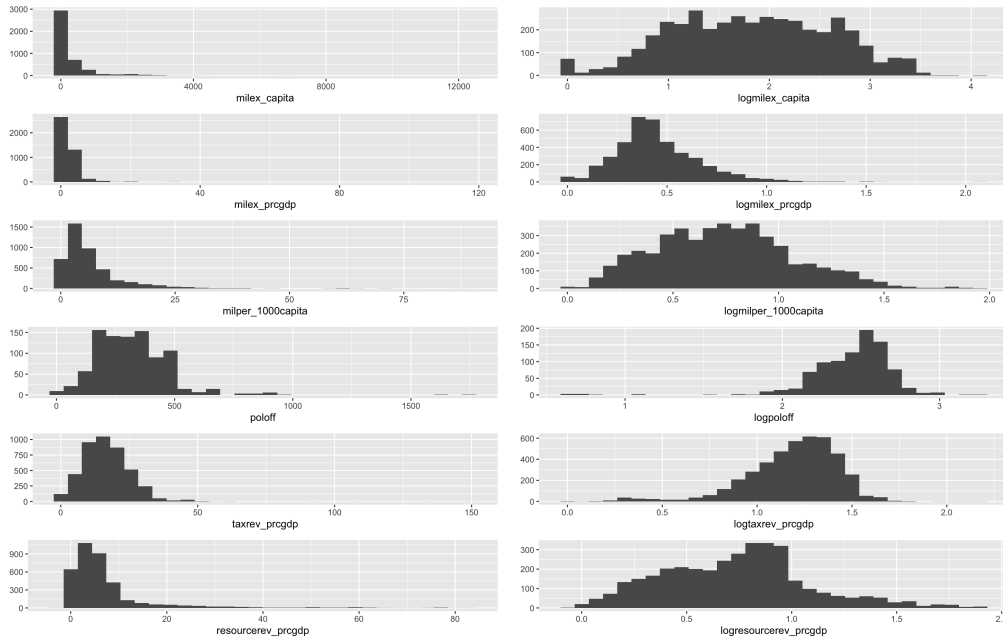 3000
2000
1000
0
0 4000 8000 12000
milex_capita
200
100
0
0 1 2 3 4
logmilex_capita
2000
1000
0
0 40 80 120
milex_prcgdp
600
400
200
0
0.0 0.5 1.0 1.5 2.0
logmilex_prcgdp
1500
1000
500
0
0 25 50 75
milper_1000capita
300
200
100
0
0.0 0.5 1.0 1.5 2.0
logmilper_1000capita
150
100
50
0
0 500 1000 1500
poloff
200
150
100
50
0
1 2 3
logpoloff
1000
750
500
250
0
0 50 100 150
taxrev_prcgdp
600
400
200
0
0.0 0.5 1.0 1.5 2.0
logtaxrev_prcgdp
900
600
300
0
0 20 40 60 80
resourcerev_prcgdp
300
200
100
0
0.0 0.5 1.0 1.5
logresourcerev_prcgdp